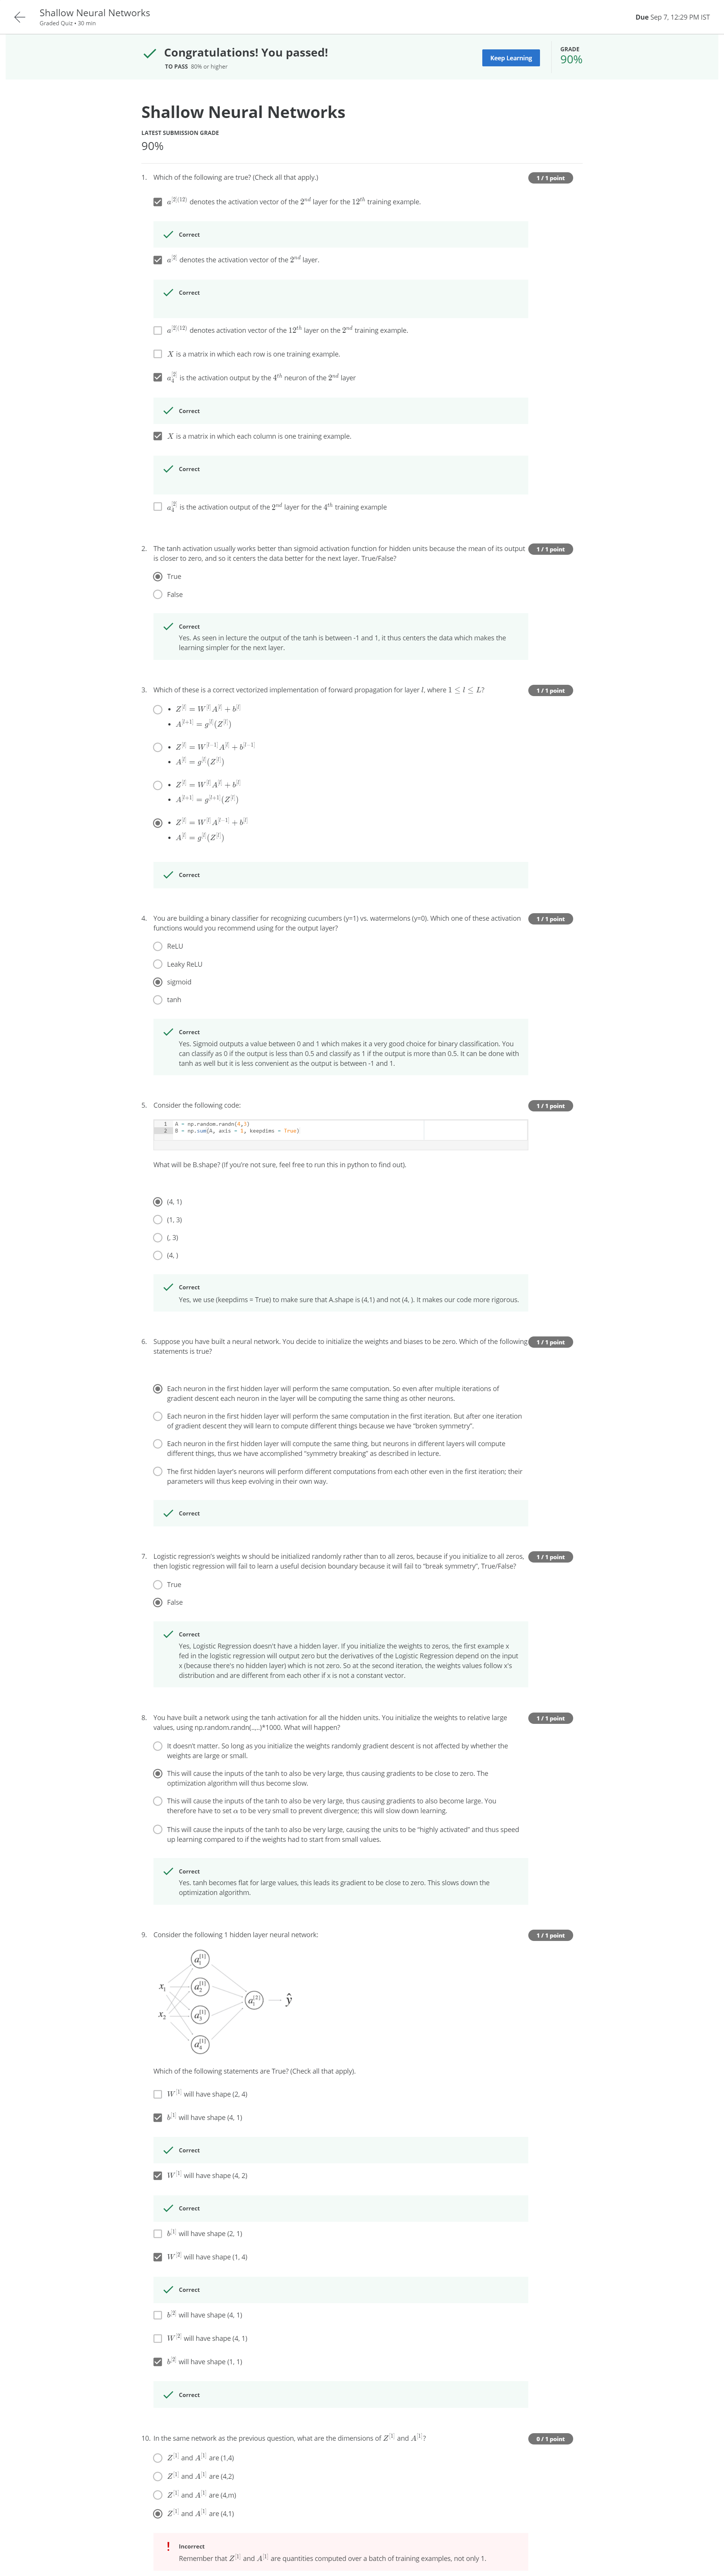 Shallow Neural Networks
Graded Quiz • 30 min
Due Sep 7, 12:29 PM IST
Congratulations! You passed!
TO PASS 80% or higher
Keep Learning
GRADE
90%
Shallow Neural Networks
LATEST SUBMISSION GRADE
90%
1. Which of the following are true? (Check all that apply.)
1 / 1 point
a^{[2](12)} denotes the activation vector of the 2^{nd} layer for the 12^{th} training example.
Correct
a^{[2]} denotes the activation vector of the 2^{nd} layer.
Correct
a^{[2](12)} denotes activation vector of the 12^{th} layer on the 2^{nd} training example.
X is a matrix in which each row is one training example.
a_4^{[2]} is the activation output by the 4^{th} neuron of the 2^{nd} layer
Correct
X is a matrix in which each column is one training example.
Correct
a_4^{[2]} is the activation output of the 2^{nd} layer for the 4^{th} training example
2. The tanh activation usually works better than sigmoid activation function for hidden units because the mean of its output
is closer to zero, and so it centers the data better for the next layer. True/False?
1 / 1 point
True
False
Correct
Yes. As seen in lecture the output of the tanh is between -1 and 1, it thus centers the data which makes the
learning simpler for the next layer.
3. Which of these is a correct vectorized implementation of forward propagation for layer l, where 1 ≤ l ≤ L?
1 / 1 point
• Z^{[l]} = W^{[l]} A^{[l]} + b^{[l]}
• A^{[l+1]} = g^{[l]}(Z^{[l]})
• Z^{[l]} = W^{[l-1]} A^{[l]} + b^{[l-1]}
• A^{[l]} = g^{[l]}(Z^{[l]})
• Z^{[l]} = W^{[l]} A^{[l]} + b^{[l]}
• A^{[l+1]} = g^{[l+1]}(Z^{[l]})
• Z^{[l]} = W^{[l]} A^{[l-1]} + b^{[l]}
• A^{[l]} = g^{[l]}(Z^{[l]})
Correct
4. You are building a binary classifier for recognizing cucumbers (y=1) vs. watermelons (y=0). Which one of these activation
functions would you recommend using for the output layer?
1 / 1 point
ReLU
Leaky ReLU
sigmoid
tanh
Correct
Yes. Sigmoid outputs a value between 0 and 1 which makes it a very good choice for binary classification. You
can classify as 0 if the output is less than 0.5 and classify as 1 if the output is more than 0.5. It can be done with
tanh as well but it is less convenient as the output is between -1 and 1.
5. Consider the following code:
1 / 1 point
1 A = np.random.randn(4,3)
2 B = np.sum(A, axis = 1, keepdims = True)
What will be B.shape? (If you're not sure, feel free to run this in python to find out).
(4, 1)
(1, 3)
(, 3)
(4, )
Correct
Yes, we use (keepdims = True) to make sure that A.shape is (4,1) and not (4, ). It makes our code more rigorous.
6. Suppose you have built a neural network. You decide to initialize the weights and biases to be zero. Which of the following
statements is true?
1 / 1 point
Each neuron in the first hidden layer will perform the same computation. So even after multiple iterations of
gradient descent each neuron in the layer will be computing the same thing as other neurons.
Each neuron in the first hidden layer will perform the same computation in the first iteration. But after one iteration
of gradient descent they will learn to compute different things because we have "broken symmetry".
Each neuron in the first hidden layer will compute the same thing, but neurons in different layers will compute
different things, thus we have accomplished "symmetry breaking" as described in lecture.
The first hidden layer's neurons will perform different computations from each other even in the first iteration; their
parameters will thus keep evolving in their own way.
Correct
7. Logistic regression's weights w should be initialized randomly rather than to all zeros, because if you initialize to all zeros,
then logistic regression will fail to learn a useful decision boundary because it will fail to "break symmetry", True/False?
1 / 1 point
True
False
Correct
Yes, Logistic Regression doesn't have a hidden layer. If you initialize the weights to zeros, the first example x
fed in the logistic regression will output zero but the derivatives of the Logistic Regression depend on the input
x (because there's no hidden layer) which is not zero. So at the second iteration, the weights values follow x's
distribution and are different from each other if x is not a constant vector.
8. You have built a network using the tanh activation for all the hidden units. You initialize the weights to relative large
values, using np.random.randn(..,..)*1000. What will happen?
1 / 1 point
It doesn't matter. So long as you initialize the weights randomly gradient descent is not affected by whether the
weights are large or small.
This will cause the inputs of the tanh to also be very large, thus causing gradients to be close to zero. The
optimization algorithm will thus become slow.
This will cause the inputs of the tanh to also be very large, thus causing gradients to also become large. You
therefore have to set α to be very small to prevent divergence; this will slow down learning.
This will cause the inputs of the tanh to also be very large, causing the units to be "highly activated" and thus speed
up learning compared to if the weights had to start from small values.
Correct
Yes. tanh becomes flat for large values, this leads its gradient to be close to zero. This slows down the
optimization algorithm.
9. Consider the following 1 hidden layer neural network:
1 / 1 point
a_1^{[1]}
x_1 a_2^{[1]}
a_1^{[2]} ŷ
x_2 a_3^{[1]}
a_4^{[1]}
Which of the following statements are True? (Check all that apply).
W^{[1]} will have shape (2, 4)
b^{[1]} will have shape (4, 1)
Correct
W^{[1]} will have shape (4, 2)
Correct
b^{[1]} will have shape (2, 1)
W^{[2]} will have shape (1, 4)
Correct
b^{[2]} will have shape (4, 1)
W^{[2]} will have shape (4, 1)
b^{[2]} will have shape (1, 1)
Correct
10. In the same network as the previous question, what are the dimensions of Z^{[1]} and A^{[1]}?
0 / 1 point
Z^{[1]} and A^{[1]} are (1,4)
Z^{[1]} and A^{[1]} are (4,2)
Z^{[1]} and A^{[1]} are (4,m)
Z^{[1]} and A^{[1]} are (4,1)
! Incorrect
Remember that Z^{[1]} and A^{[1]} are quantities computed over a batch of training examples, not only 1.